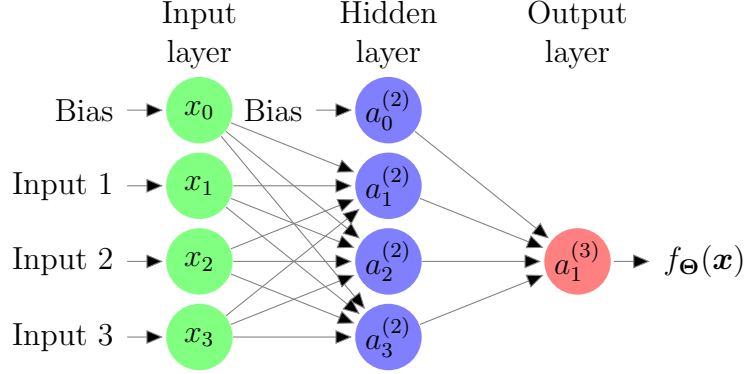 Input
layer
Hidden
layer
Output
layer
Bias x₀ Bias a₀⁽²⁾
Input 1 x₁ a₁⁽²⁾
Input 2 x₂ a₂⁽²⁾ a₁⁽³⁾ f_Θ(x)
Input 3 x₃ a₃⁽²⁾